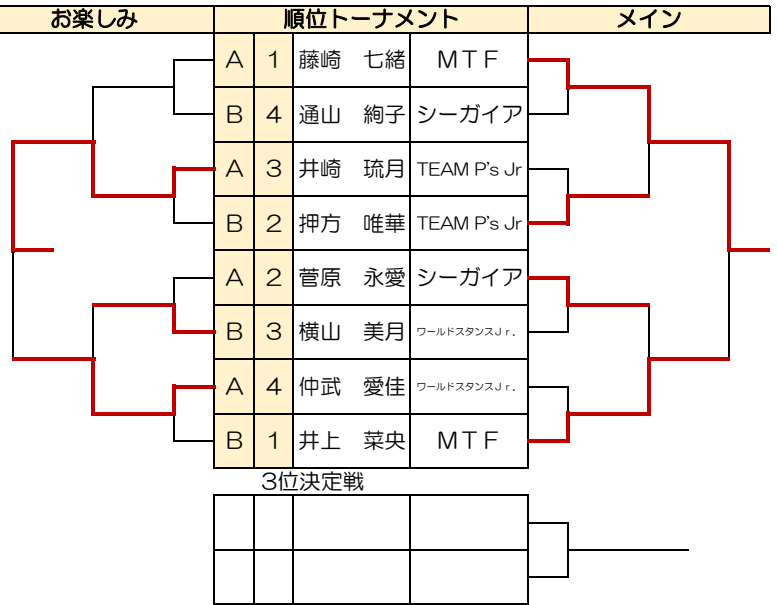 お楽しみ 順位トーナメント メイン
A 1 藤崎 七緒 MTF
B 4 通山 絢子 シーガイア
A 3 井崎 琉月 TEAM P's Jr
B 2 押方 唯華 TEAM P's Jr
A 2 菅原 永愛 シーガイア
B 3 横山 美月 ワールドスタンスJr.
A 4 仲武 愛佳 ワールドスタンスJr.
B 1 井上 菜央 MTF
3位決定戦